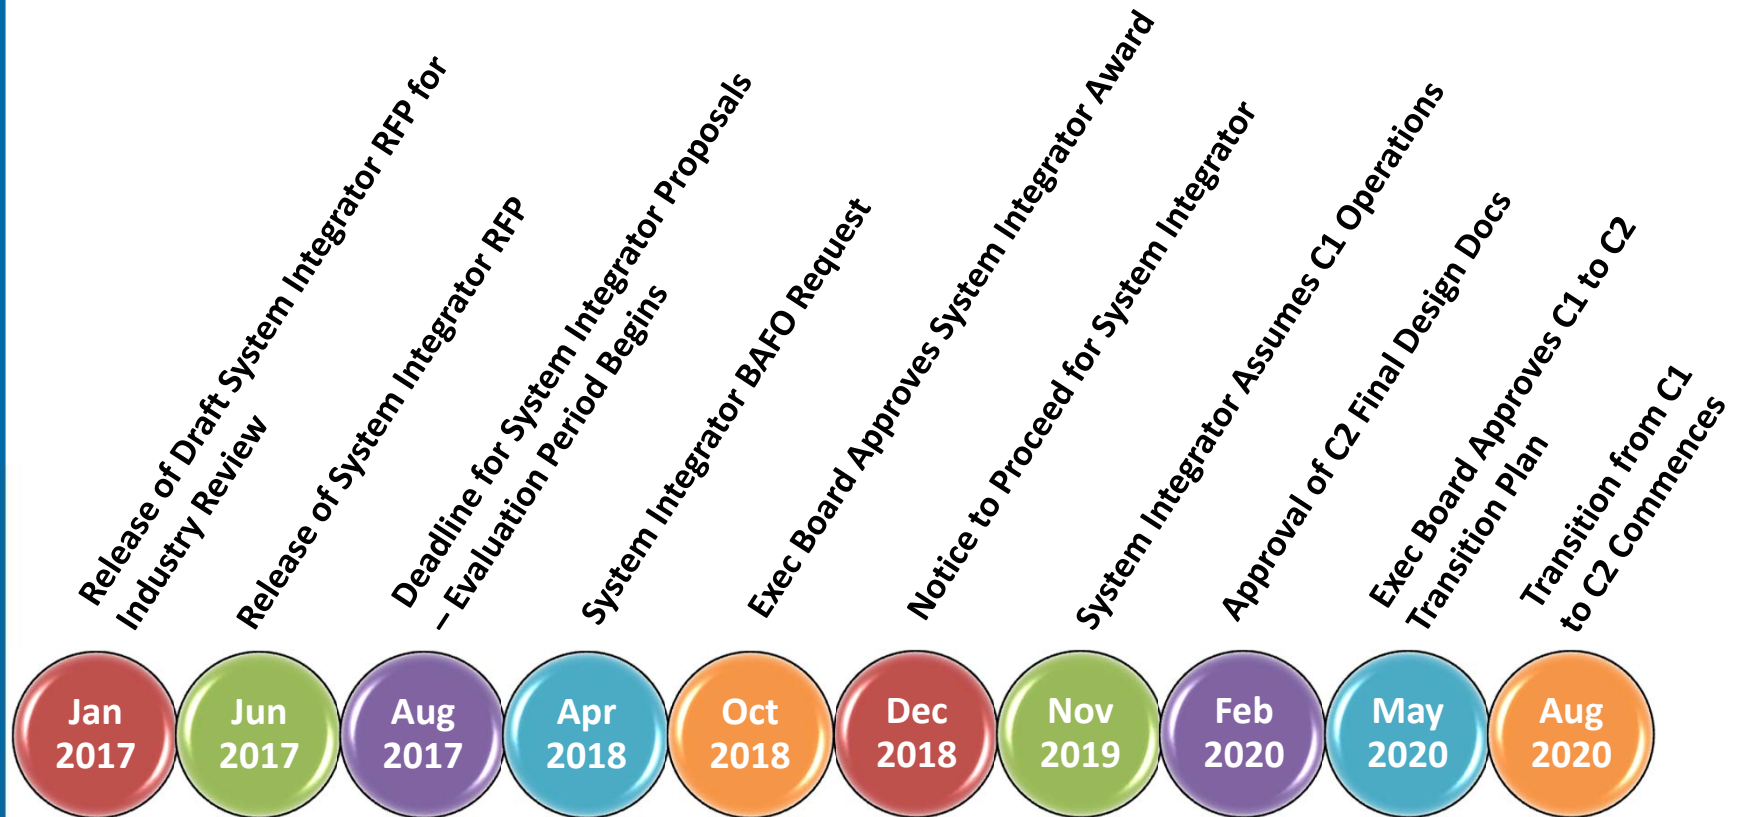 Release of Draft System Integrator RFP for
Industry Review
Release of System Integrator RFP
Deadline for System Integrator Proposals
– Evaluation Period Begins
System Integrator BAFO Request
Exec Board Approves System Integrator Award
Notice to Proceed for System Integrator
System Integrator Assumes C1 Operations
Approval of C2 Final Design Docs
Exec Board Approves C1 to C2
Transition Plan
Transition from C1
to C2 Commences
Jan
2017
Jun
2017
Aug
2017
Apr
2018
Oct
2018
Dec
2018
Nov
2019
Feb
2020
May
2020
Aug
2020